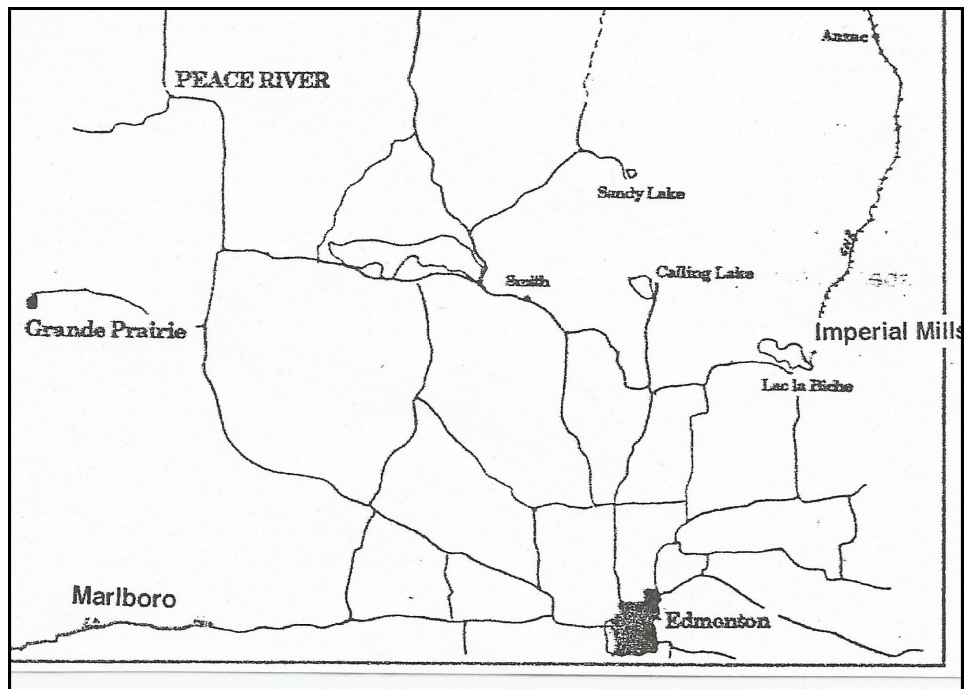 Anzac
PEACE RIVER
Sandy Lake
Smith
Calling Lake
Imperial Mills
Grande Prairie
Lac la Biche
Marlboro
Edmonton